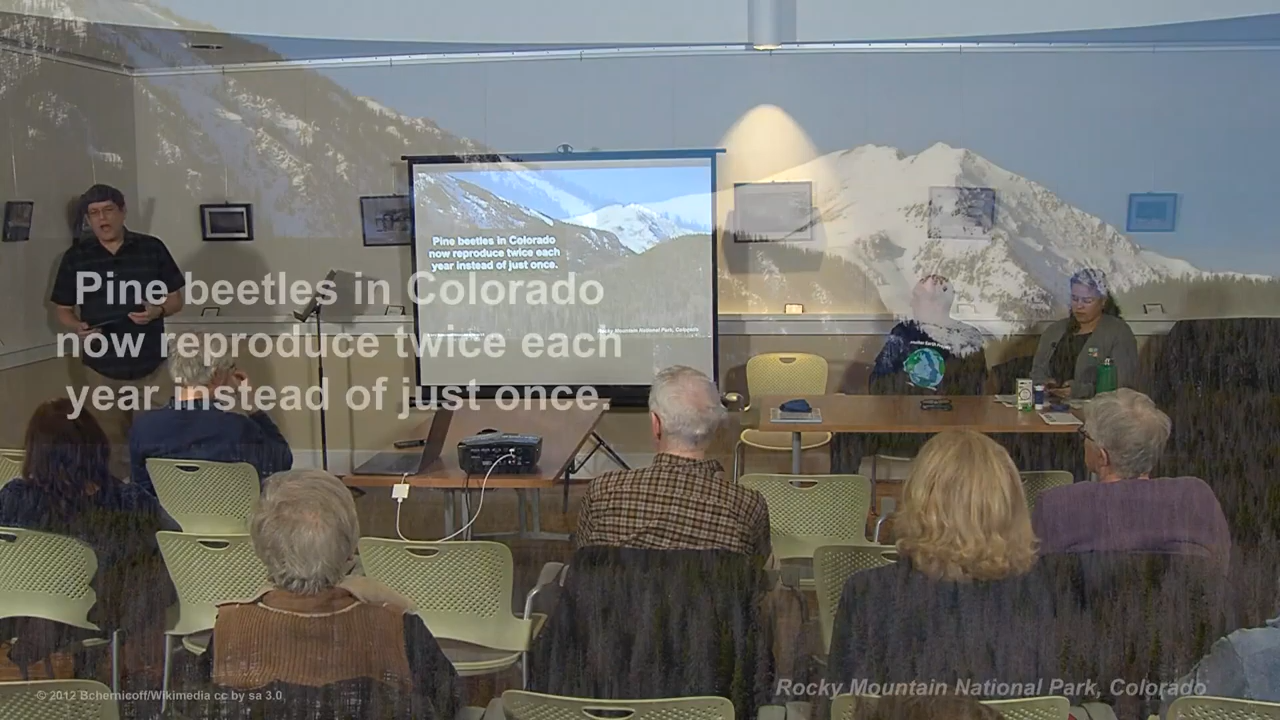 Pine beetles in Colorado
now reproduce twice each
year instead of just once.
Rocky Mountain National Park, Colorado
Pine beetles in Colorado
now reproduce twice each
year instead of just once.
© 2012 Bchernicoff/Wikimedia cc by sa 3.0
Rocky Mountain National Park, Colorado